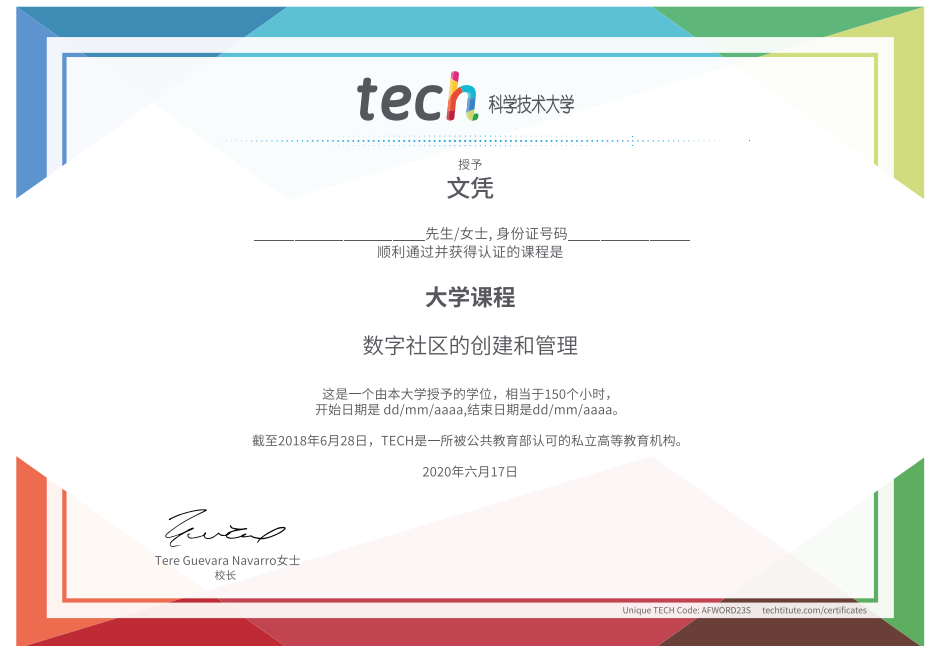 tech 科学技术大学
授予
文凭
先生/女士, 身份证号码
顺利通过并获得认证的课程是
大学课程
数字社区的创建和管理
这是一个由本大学授予的学位，相当于150个小时，
开始日期是 dd/mm/aaaa,结束日期是dd/mm/aaaa。
截至2018年6月28日，TECH是一所被公共教育部认可的私立高等教育机构。
2020年六月17日
Tere Guevara Navarro女士
校长
Unique TECH Code: AFWORD23S techtitute.com/certificates